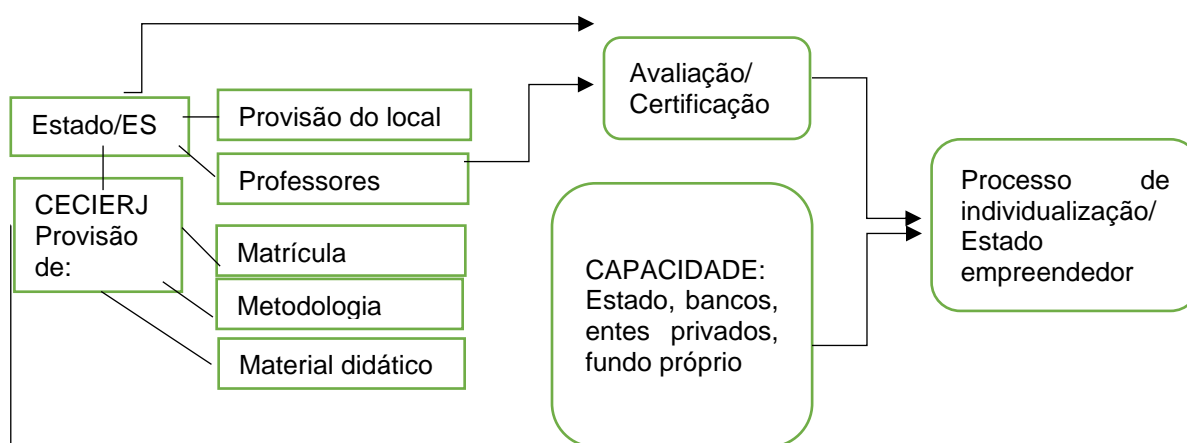 Estado/ES
Provisão do local
Professores
CECIERJ
Provisão
de:
Matrícula
Metodologia
Material didático
Avaliação/
Certificação
CAPACIDADE:
Estado, bancos,
entes privados,
fundo próprio
Processo de
individualização/
Estado
empreendedor